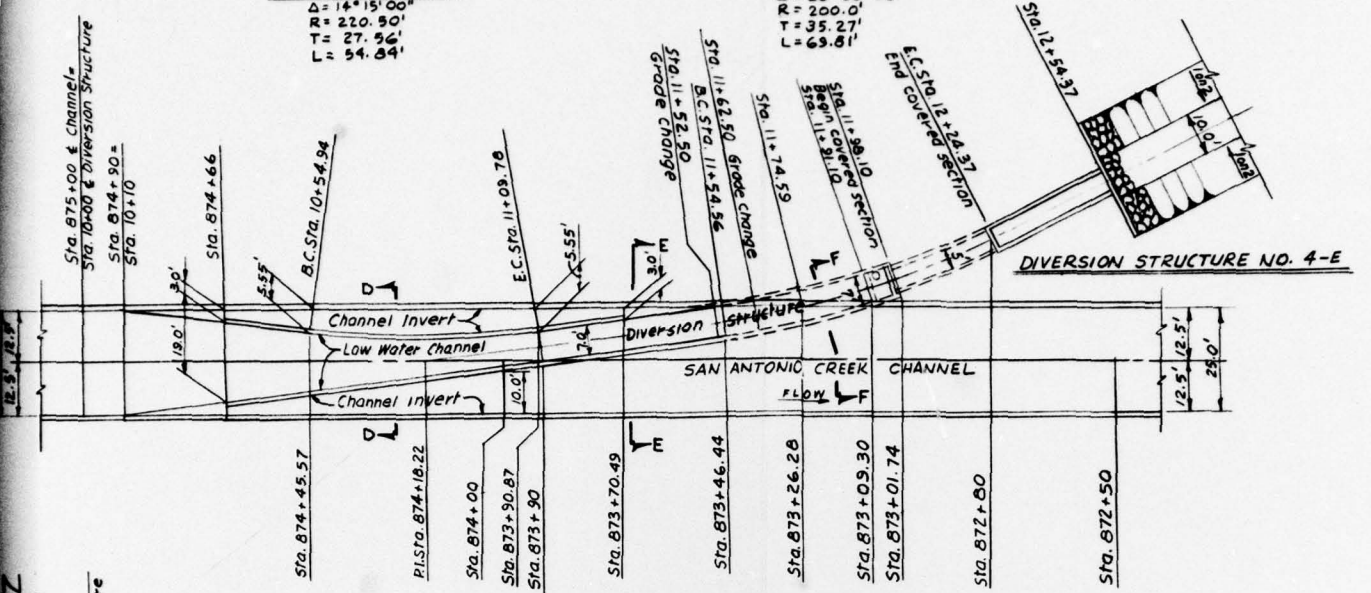 Δ = 14° 15' 00"
R = 220.50'
T = 27.56'
L = 54.84'
R = 200.0'
T = 35.27'
L = 69.81'
Sta. 875+00 ⊄ Channel=
Sta. 10+00 ⊄ Diversion Structure
Sta. 874+90 =
Sta. 10+10
Sta. 874+66
B.C. Sta. 10+54.94
E.C. Sta. 11+09.78
Sta. 11+52.50
Grade Change
Sta. 11+62.50 Grade change
B.C. Sta. 11+54.56
Sta. 11+74.59
Sta. 11+98.10
Begin covered section
Sta. 11+91.10
E.C. Sta. 12+24.37
End covered section
Sta. 12+54.37
1on2
10.0'
1on2
DIVERSION STRUCTURE NO. 4-E
3.0'
5.55'
5.55'
3.0'
E
F
D
12.5'
12.5'
19.0'
Channel Invert
Low Water Channel
7.0
Diversion Structure
SAN ANTONIO CREEK CHANNEL
Channel invert
10.0'
FLOW
F
D
E
12.5'
12.5'
25.0'
Sta. 874+45.57
P.I. Sta. 874+18.22
Sta. 874+00
Sta. 873+90.87
Sta. 873+90
Sta. 873+70.49
Sta. 873+46.44
Sta. 873+26.28
Sta. 873+09.30
Sta. 873+01.74
Sta. 872+80
Sta. 872+50